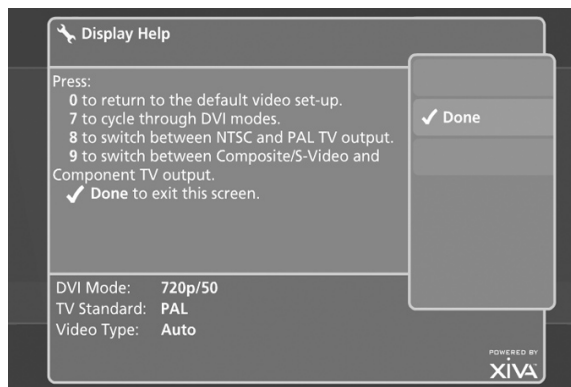 Display Help
Press:
0 to return to the default video set-up.
7 to cycle through DVI modes.
8 to switch between NTSC and PAL TV output.
9 to switch between Composite/S-Video and
Component TV output.
✓ Done to exit this screen.
✓ Done
DVI Mode: 720p/50
TV Standard: PAL
Video Type: Auto
POWERED BY
XiVA